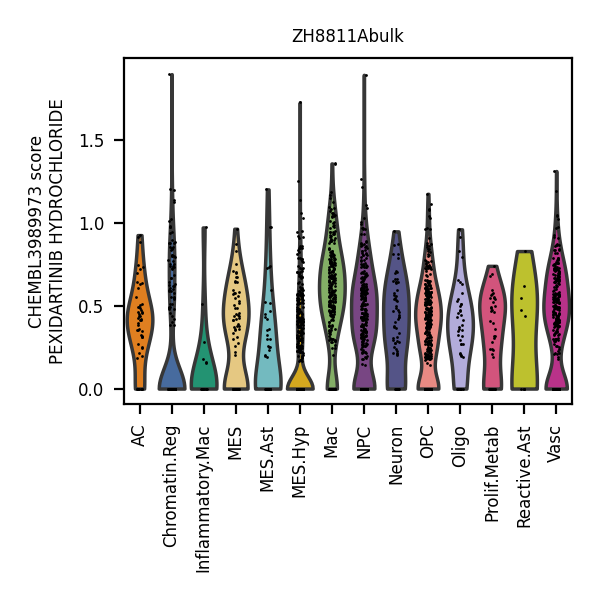 ZH8811Abulk
CHEMBL3989973 score
PEXIDARTINIB HYDROCHLORIDE
1.5
1.0
0.5
0.0
AC
Chromatin.Reg
Inflammatory.Mac
MES
MES.Ast
MES.Hyp
Mac
NPC
Neuron
OPC
Oligo
Prolif.Metab
Reactive.Ast
Vasc